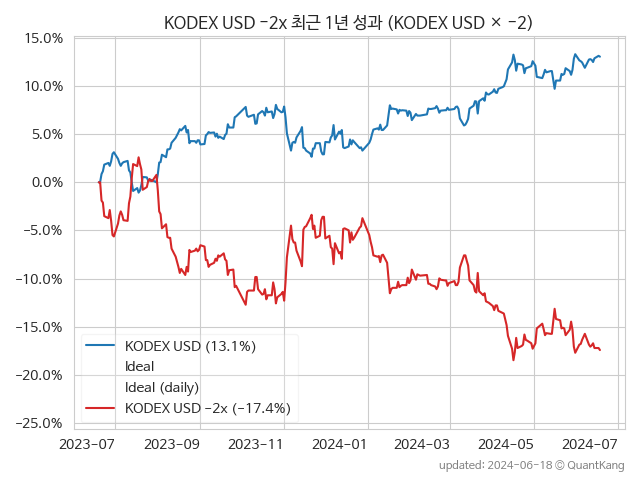 KODEX USD −2x 최근 1년 성과 (KODEX USD × −2)
15.0%
10.0%
5.0%
0.0%
−5.0%
−10.0%
−15.0%
−20.0%
−25.0%
KODEX USD (13.1%)
Ideal
Ideal (daily)
KODEX USD −2x (−17.4%)
2023−07 2023−09 2023−11 2024−01 2024−03 2024−05 2024−07
updated: 2024−06−18 © QuantKang